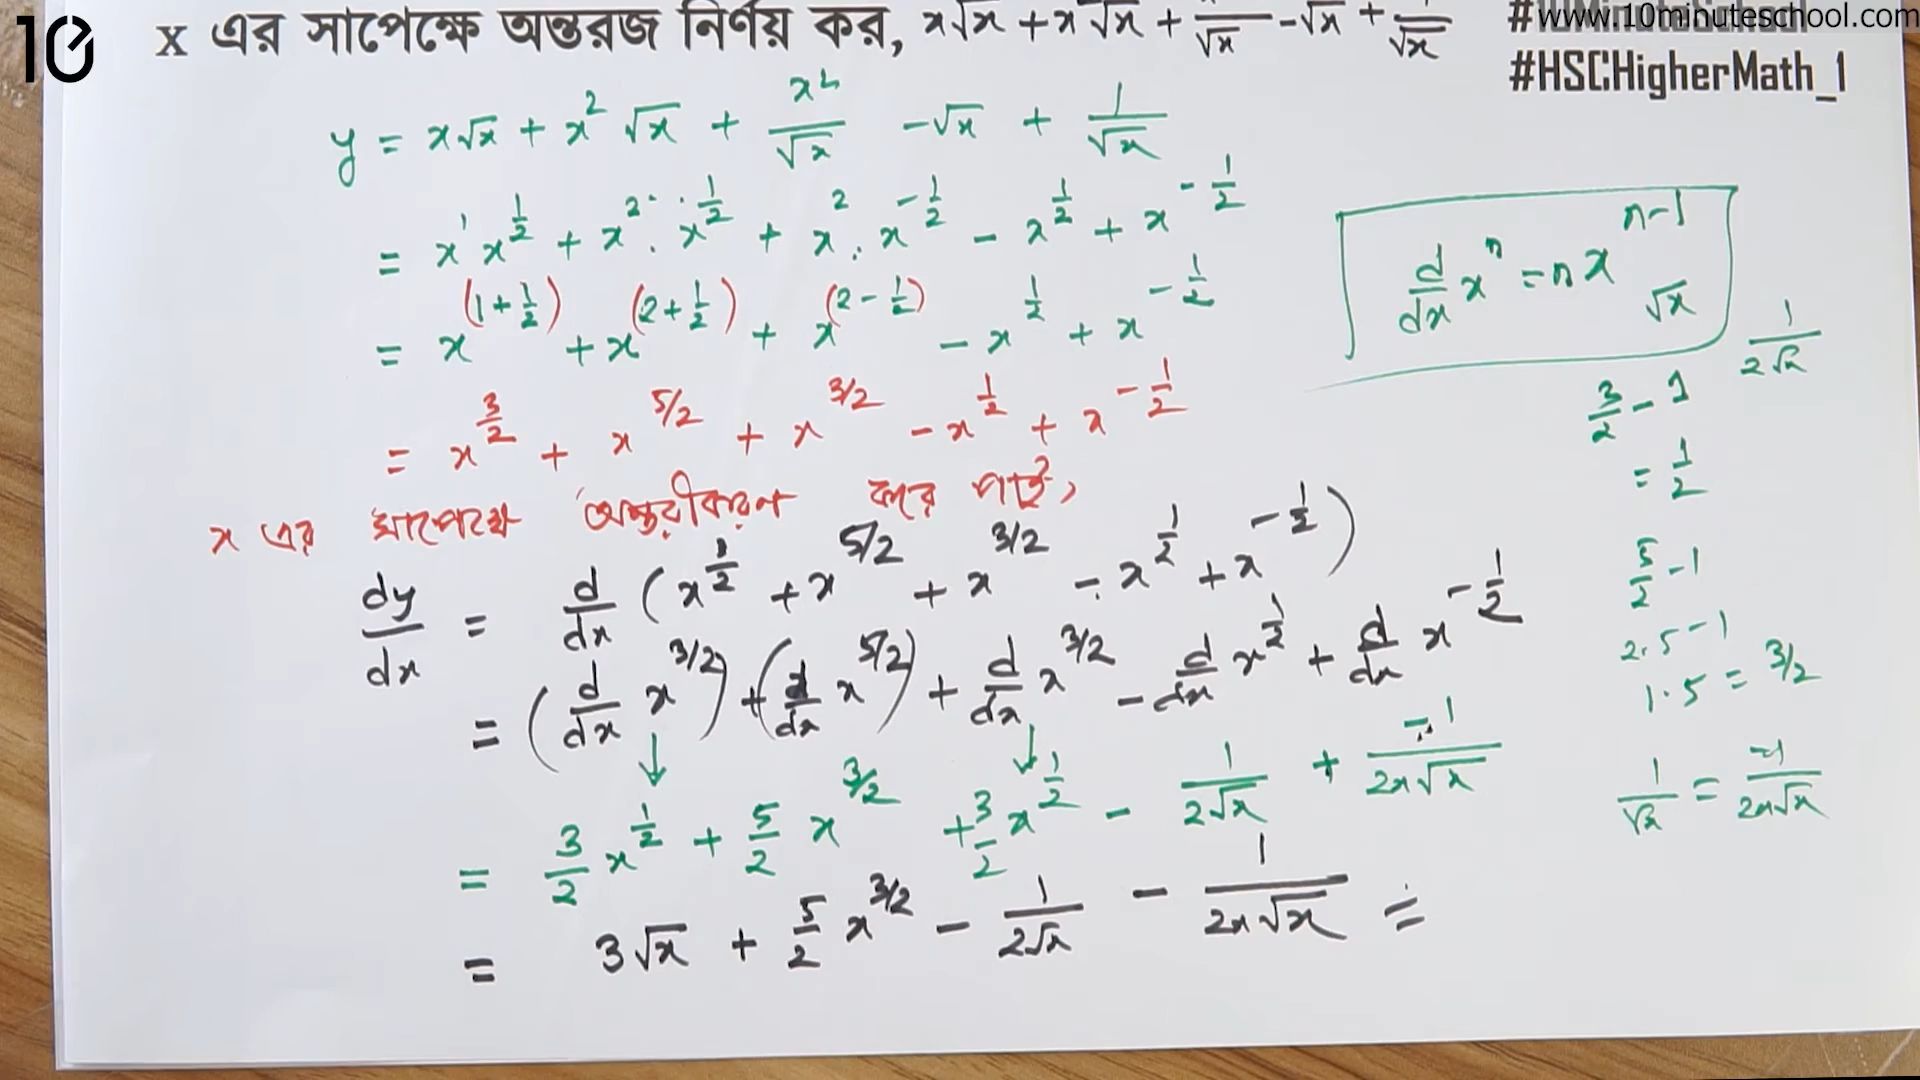 10
www.10minuteschool.com
x এর সাপেক্ষে অন্তরজ নির্ণয় কর, x√x + x √x + /√x - √x + /√x
#HSCHigherMath_1
y = x√x + x² √x + x²/√x - √x + 1/√x
= x¹ x^(1/2) + x² . x^(1/2) + x² . x^(-1/2) - x^(1/2) + x^(-1/2)
= x^(1+1/2) + x^(2+1/2) + x^(2-1/2) - x^(1/2) + x^(-1/2)
= x^(3/2) + x^(5/2) + x^(3/2) - x^(1/2) + x^(-1/2)
x এর সাপেক্ষে অন্তরীকরণ করে পাই,
dy/dx = d/dx (x^(3/2) + x^(5/2) + x^(3/2) - x^(1/2) + x^(-1/2))
= (d/dx x^(3/2)) + (d/dx x^(5/2)) + d/dx x^(3/2) - d/dx x^(1/2) + d/dx x^(-1/2)
= 3/2 x^(1/2) + 5/2 x^(3/2) + 3/2 x^(1/2) - 1/(2√x) + -1/(2x√x)
= 3√x + 5/2 x^(3/2) - 1/(2√x) - 1/(2x√x)
d/dx x^n = n x^(n-1)
√x
1/(2√x)
3/2 - 1
= 1/2
5/2 - 1
2.5 - 1
1.5 = 3/2
1/√x = -1/(2x√x)